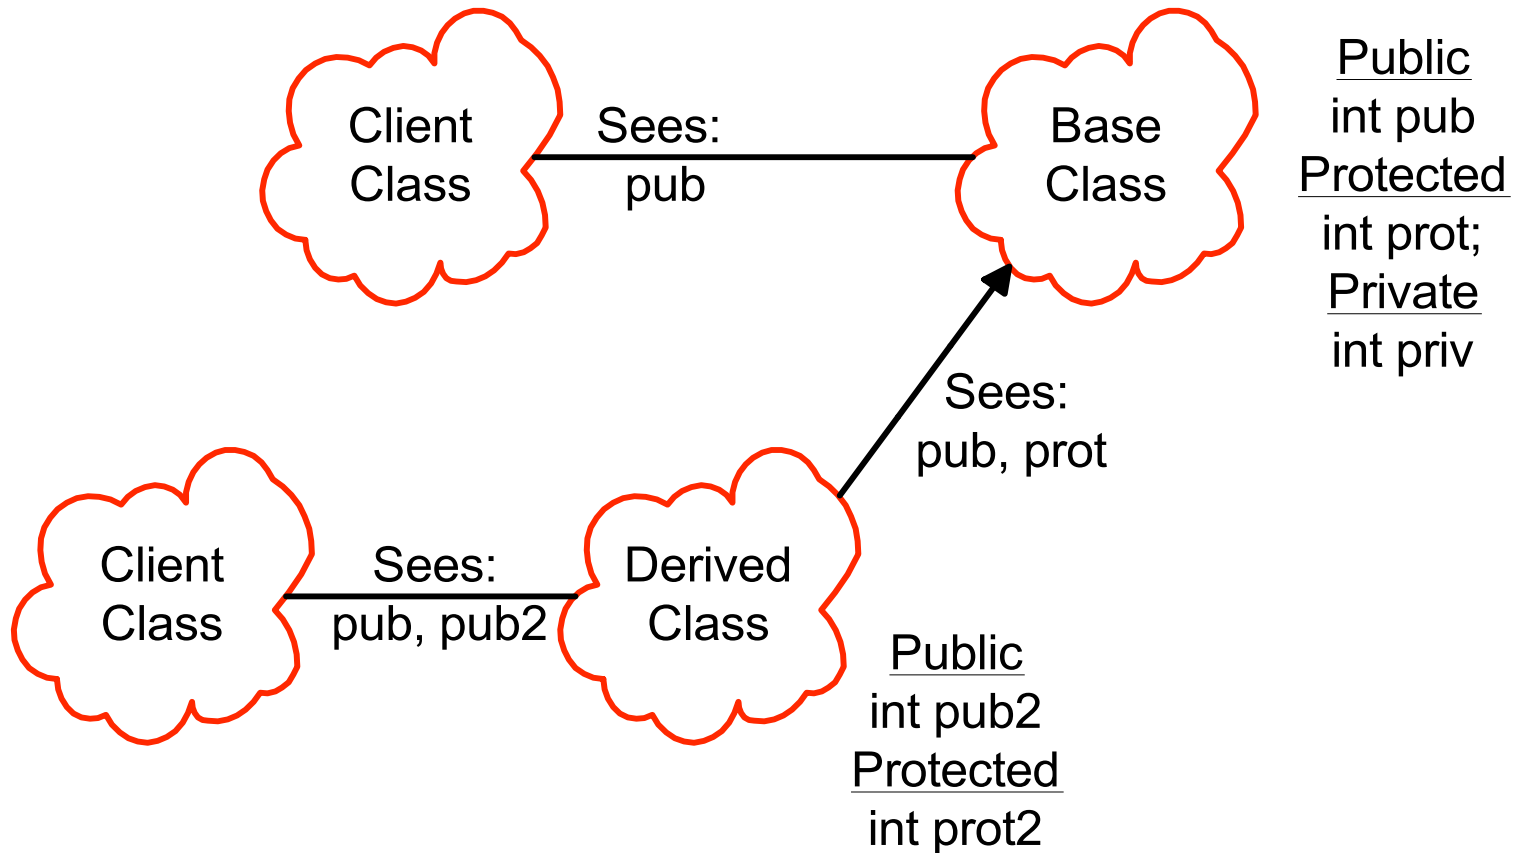 Client
Class
Sees:
pub
Base
Class
Public
int pub
Protected
int prot;
Private
int priv
Sees:
pub, prot
Client
Class
Sees:
pub, pub2
Derived
Class
Public
int pub2
Protected
int prot2